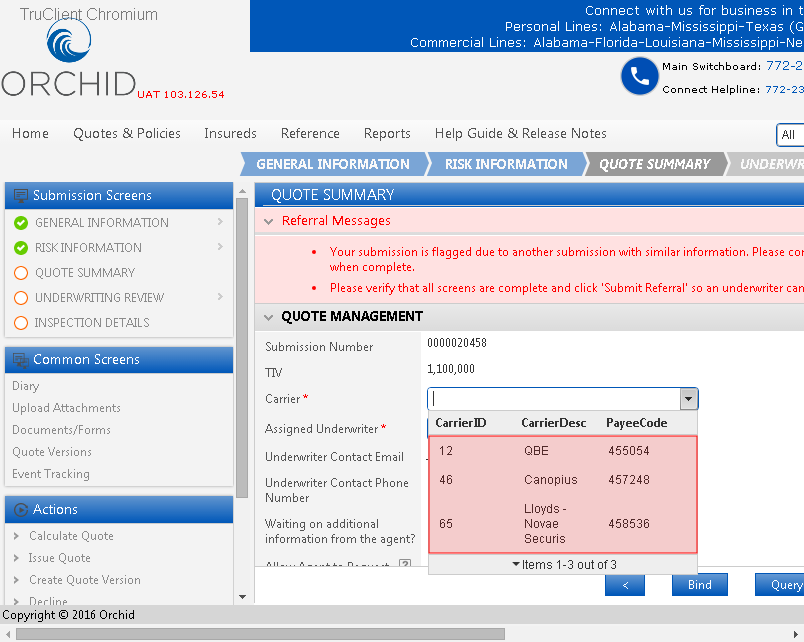 TruClient Chromium
Connect with us for business in t
Personal Lines: Alabama-Mississippi-Texas (G
Commercial Lines: Alabama-Florida-Louisiana-Mississippi-Ne
ORCHID
UAT 103.126.54
Main Switchboard: 772-2
Connect Helpline: 772-23
Home Quotes & Policies Insureds Reference Reports Help Guide & Release Notes All
GENERAL INFORMATION RISK INFORMATION QUOTE SUMMARY UNDERWR
Submission Screens
GENERAL INFORMATION
RISK INFORMATION
QUOTE SUMMARY
UNDERWRITING REVIEW
INSPECTION DETAILS
Common Screens
Diary
Upload Attachments
Documents/Forms
Quote Versions
Event Tracking
Actions
Calculate Quote
Issue Quote
Create Quote Version
Decline
QUOTE SUMMARY
Referral Messages
• Your submission is flagged due to another submission with similar information. Please con
when complete.
• Please verify that all screens are complete and click 'Submit Referral' so an underwriter can
QUOTE MANAGEMENT
Submission Number 0000020458
TIV 1,100,000
Carrier *
Assigned Underwriter *
Underwriter Contact Email
Underwriter Contact Phone
Number
Waiting on additional
information from the agent?
Allow Agent to Request ?
CarrierID CarrierDesc PayeeCode
12 QBE 455054
46 Canopius 457248
65 Lloyds -
Novae
Securis 458536
Items 1-3 out of 3
< Bind Query
Copyright © 2016 Orchid